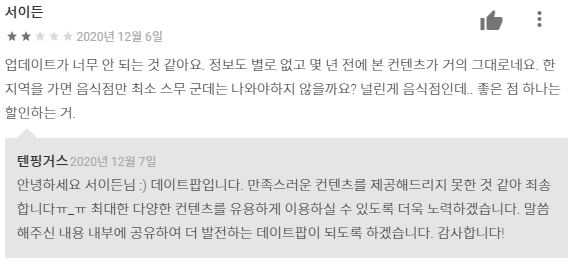 서이든
2020년 12월 6일
업데이트가 너무 안 되는 것 같아요. 정보도 별로 없고 몇 년 전에 본 컨텐츠가 거의 그대로네요. 한
지역을 가면 음식점만 최소 스무 군데는 나와야하지 않을까요? 널린게 음식점인데.. 좋은 점 하나는
할인하는 거.
텐핑거스 2020년 12월 7일
안녕하세요 서이든님 :) 데이트팝입니다. 만족스러운 컨텐츠를 제공해드리지 못한 것 같아 죄송
합니다ㅠ_ㅠ 최대한 다양한 컨텐츠를 유용하게 이용하실 수 있도록 더욱 노력하겠습니다. 말씀
해주신 내용 내부에 공유하여 더 발전하는 데이트팝이 되도록 하겠습니다. 감사합니다!